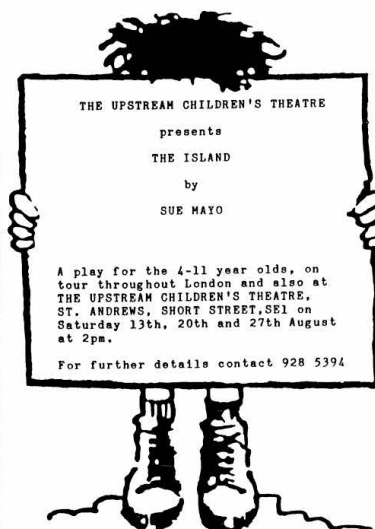 THE UPSTREAM CHILDREN'S THEATRE
presents
THE ISLAND
by
SUE MAYO
A play for the 4-11 year olds, on
tour throughout London and also at
THE UPSTREAM CHILDREN'S THEATRE,
ST. ANDREWS, SHORT STREET,SE1 on
Saturday 13th, 20th and 27th August
at 2pm.
For further details contact 928 5394